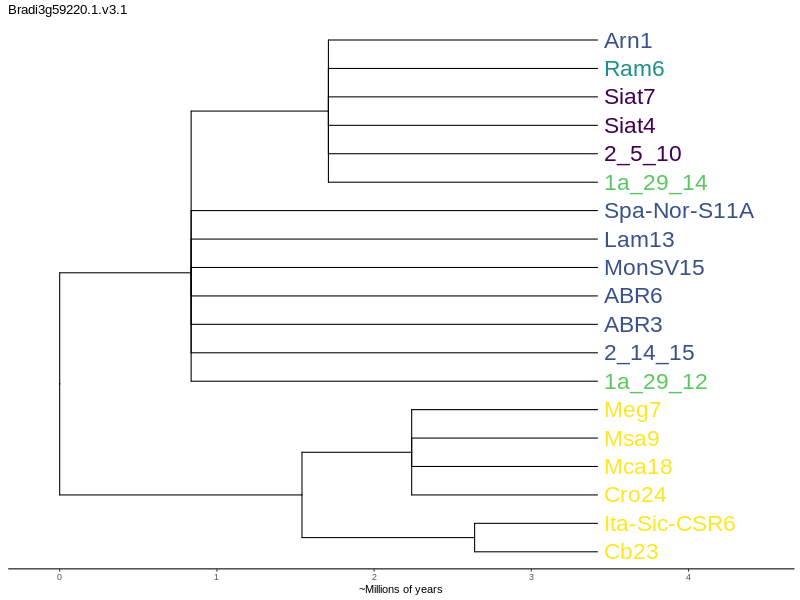 Bradi3g59220.1.v3.1
Arn1
Ram6
Siat7
Siat4
2_5_10
1a_29_14
Spa-Nor-S11A
Lam13
MonSV15
ABR6
ABR3
2_14_15
1a_29_12
Meg7
Msa9
Mca18
Cro24
Ita-Sic-CSR6
Cb23
0 1 2 3 4
~Millions of years